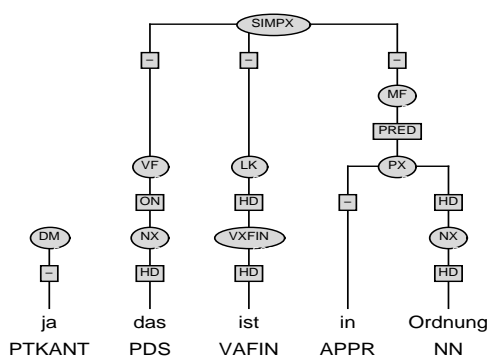 SIMPX
– – –
MF
PRED
VF LK PX
ON HD – HD
DM NX VXFIN NX
– HD HD HD
ja das ist in Ordnung
PTKANT PDS VAFIN APPR NN